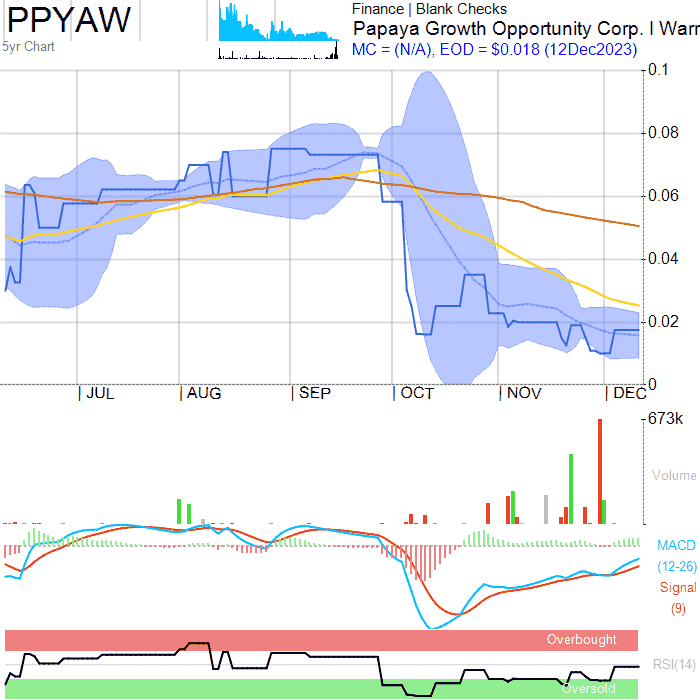 PPYAW
5yr Chart
Finance | Blank Checks
Papaya Growth Opportunity Corp. I Warr
MC = (N/A), EOD = $0.018 (12Dec2023)
0.1
0.08
0.06
0.04
0.02
0
JUL AUG SEP OCT NOV DEC
673k
Volume
MACD
(12-26)
Signal
(9)
Overbought
RSI(14)
Oversold